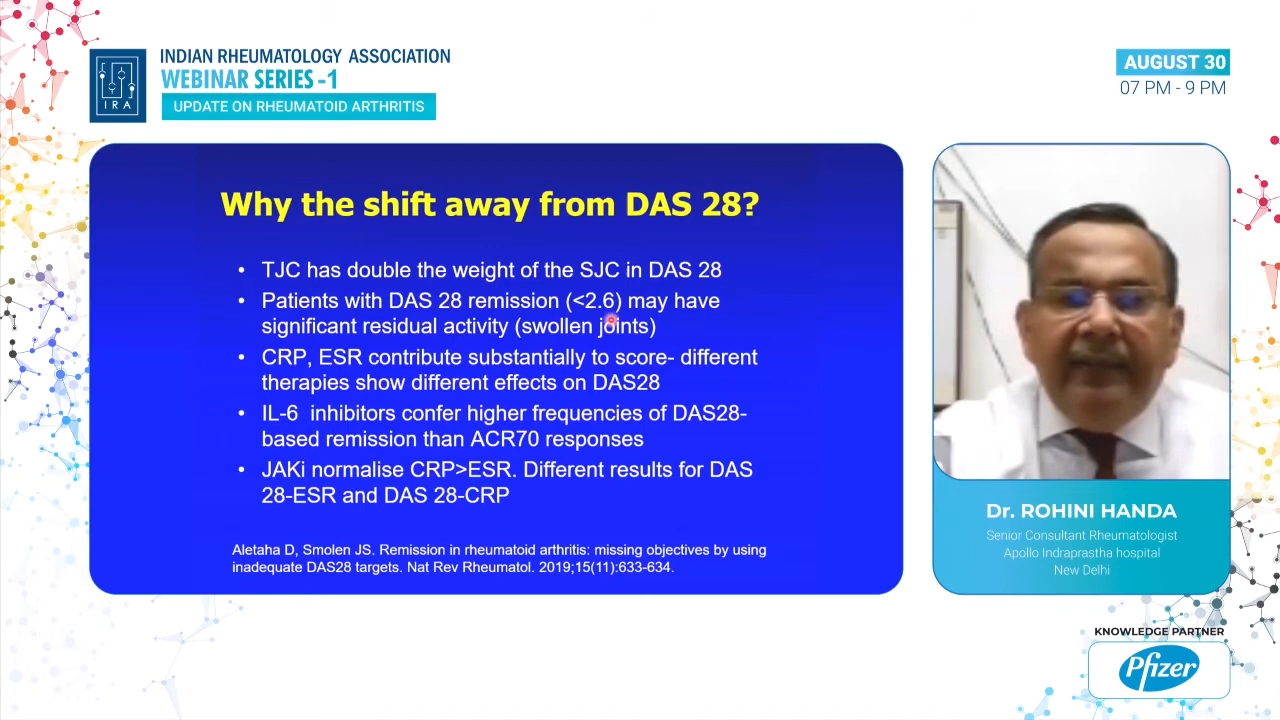 INDIAN RHEUMATOLOGY ASSOCIATION
WEBINAR SERIES -1
UPDATE ON RHEUMATOID ARTHRITIS
IRA
AUGUST 30
07 PM - 9 PM
Why the shift away from DAS 28?
• TJC has double the weight of the SJC in DAS 28
• Patients with DAS 28 remission (<2.6) may have
significant residual activity (swollen joints)
• CRP, ESR contribute substantially to score- different
therapies show different effects on DAS28
• IL-6 inhibitors confer higher frequencies of DAS28-
based remission than ACR70 responses
• JAKi normalise CRP>ESR. Different results for DAS
28-ESR and DAS 28-CRP
Aletaha D, Smolen JS. Remission in rheumatoid arthritis: missing objectives by using
inadequate DAS28 targets. Nat Rev Rheumatol. 2019;15(11):633-634.
Dr. ROHINI HANDA
Senior Consultant Rheumatologist
Apollo Indraprastha hospital
New Delhi
KNOWLEDGE PARTNER
Pfizer